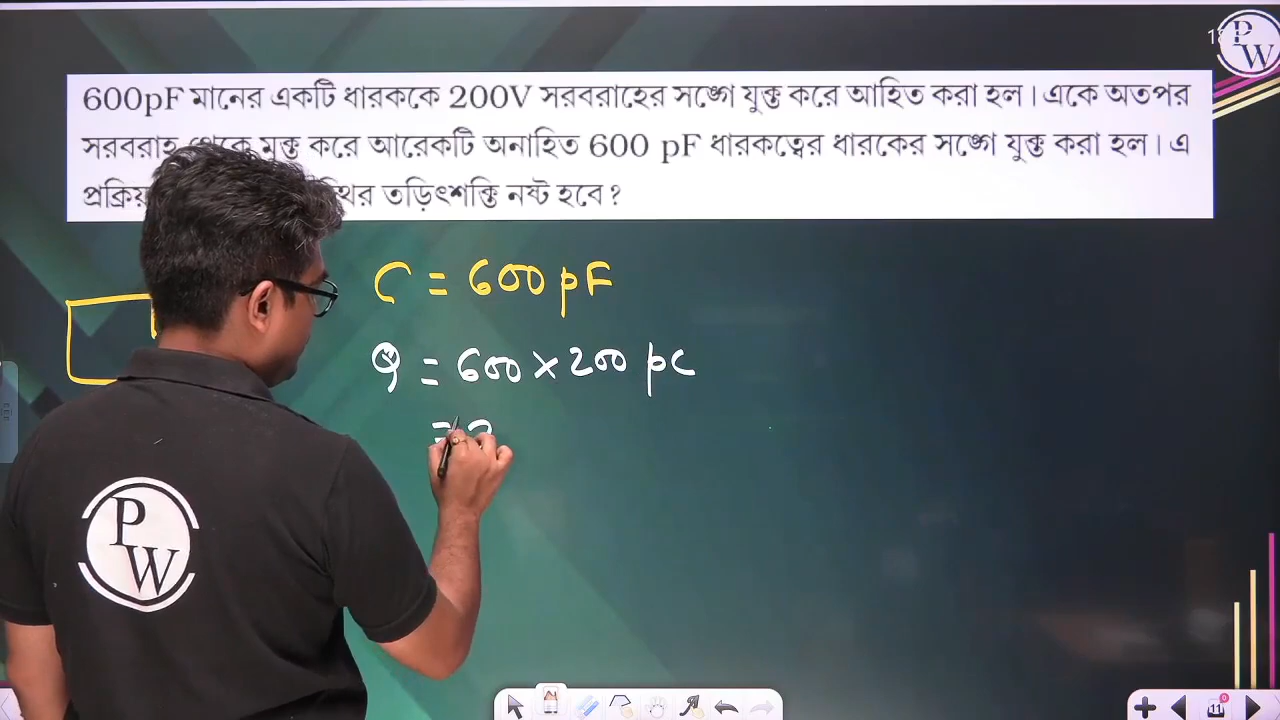 600pF মানের একটি ধারককে 200V সরবরাহের সঙ্গে যুক্ত করে আহিত করা হল। একে অতপর
সরবরাহ থেকে মুক্ত করে আরেকটি অনাহিত 600 pF ধারকত্বের ধারকের সঙ্গে যুক্ত করা হল। এ
তড়িৎশক্তি নষ্ট হবে?
C = 600 pF
Q = 600 × 200 pC
=
PW
PW
11